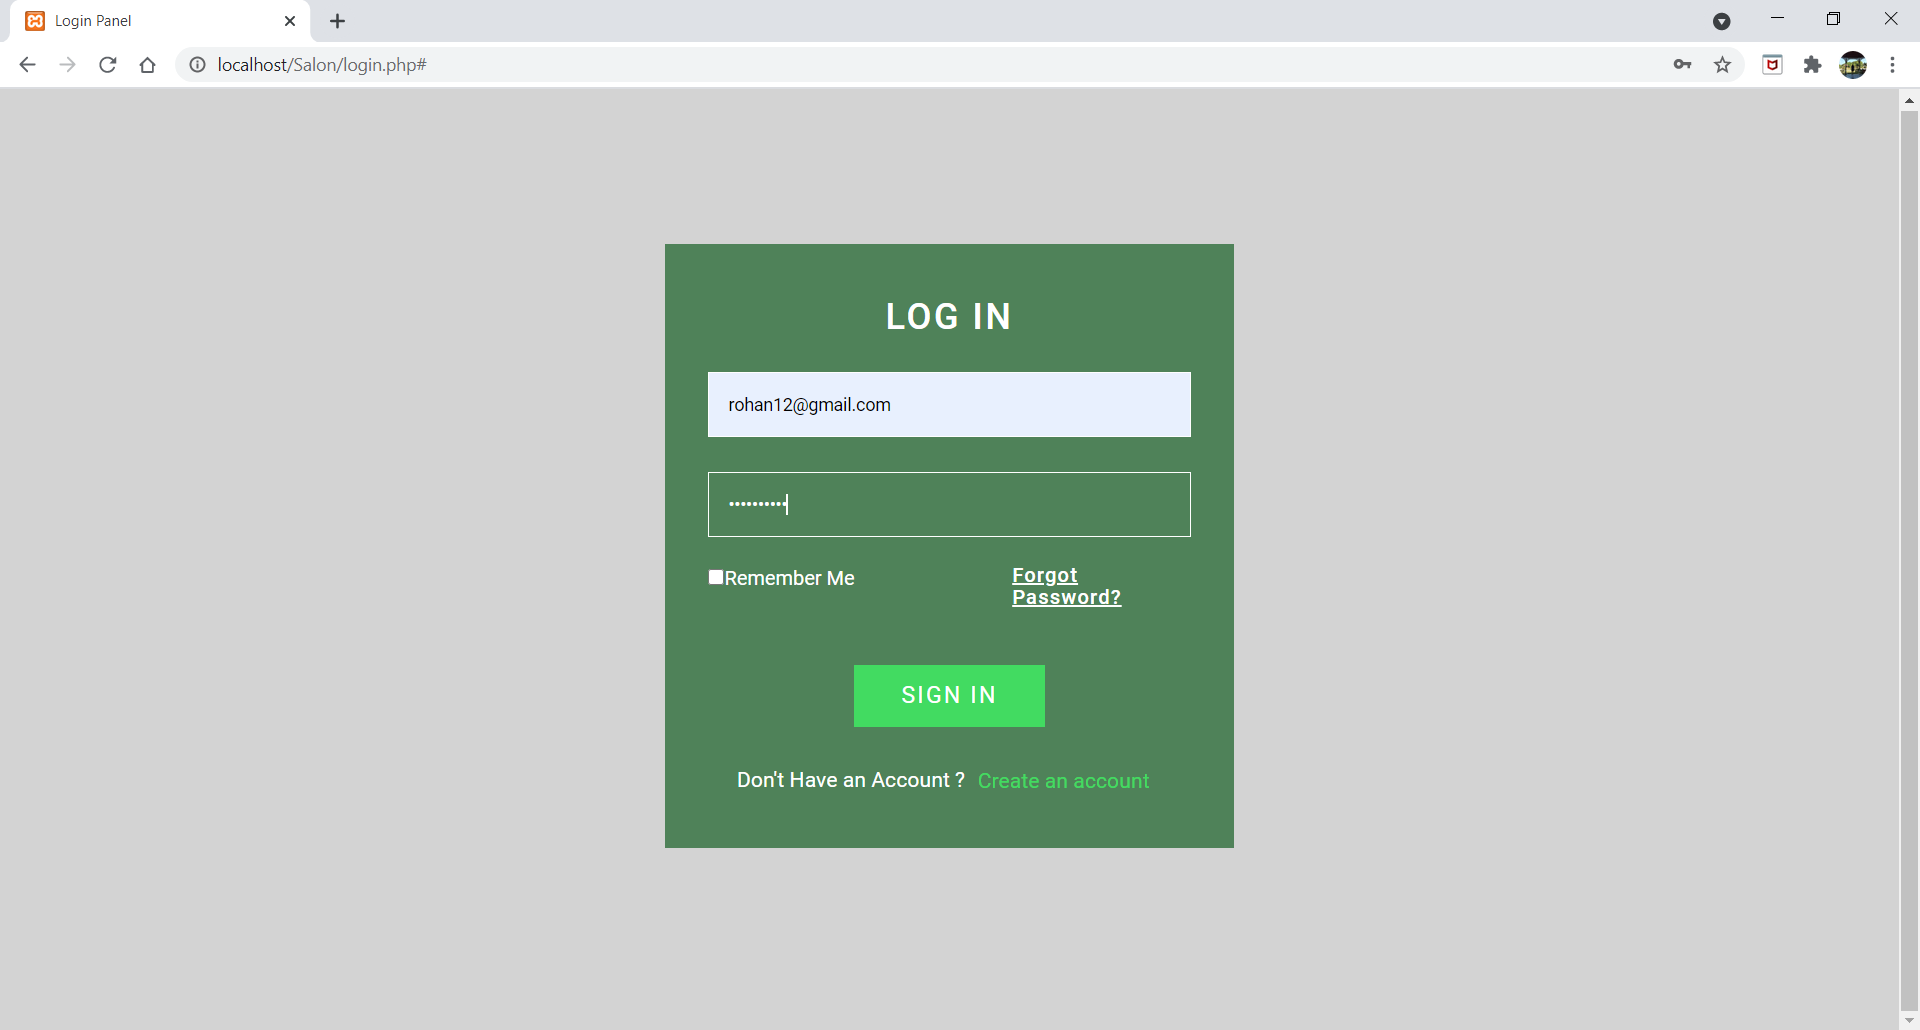 Login Panel
localhost/Salon/login.php#
LOG IN
rohan12@gmail.com
••••••••••
Remember Me
Forgot
Password?
SIGN IN
Don't Have an Account ? Create an account